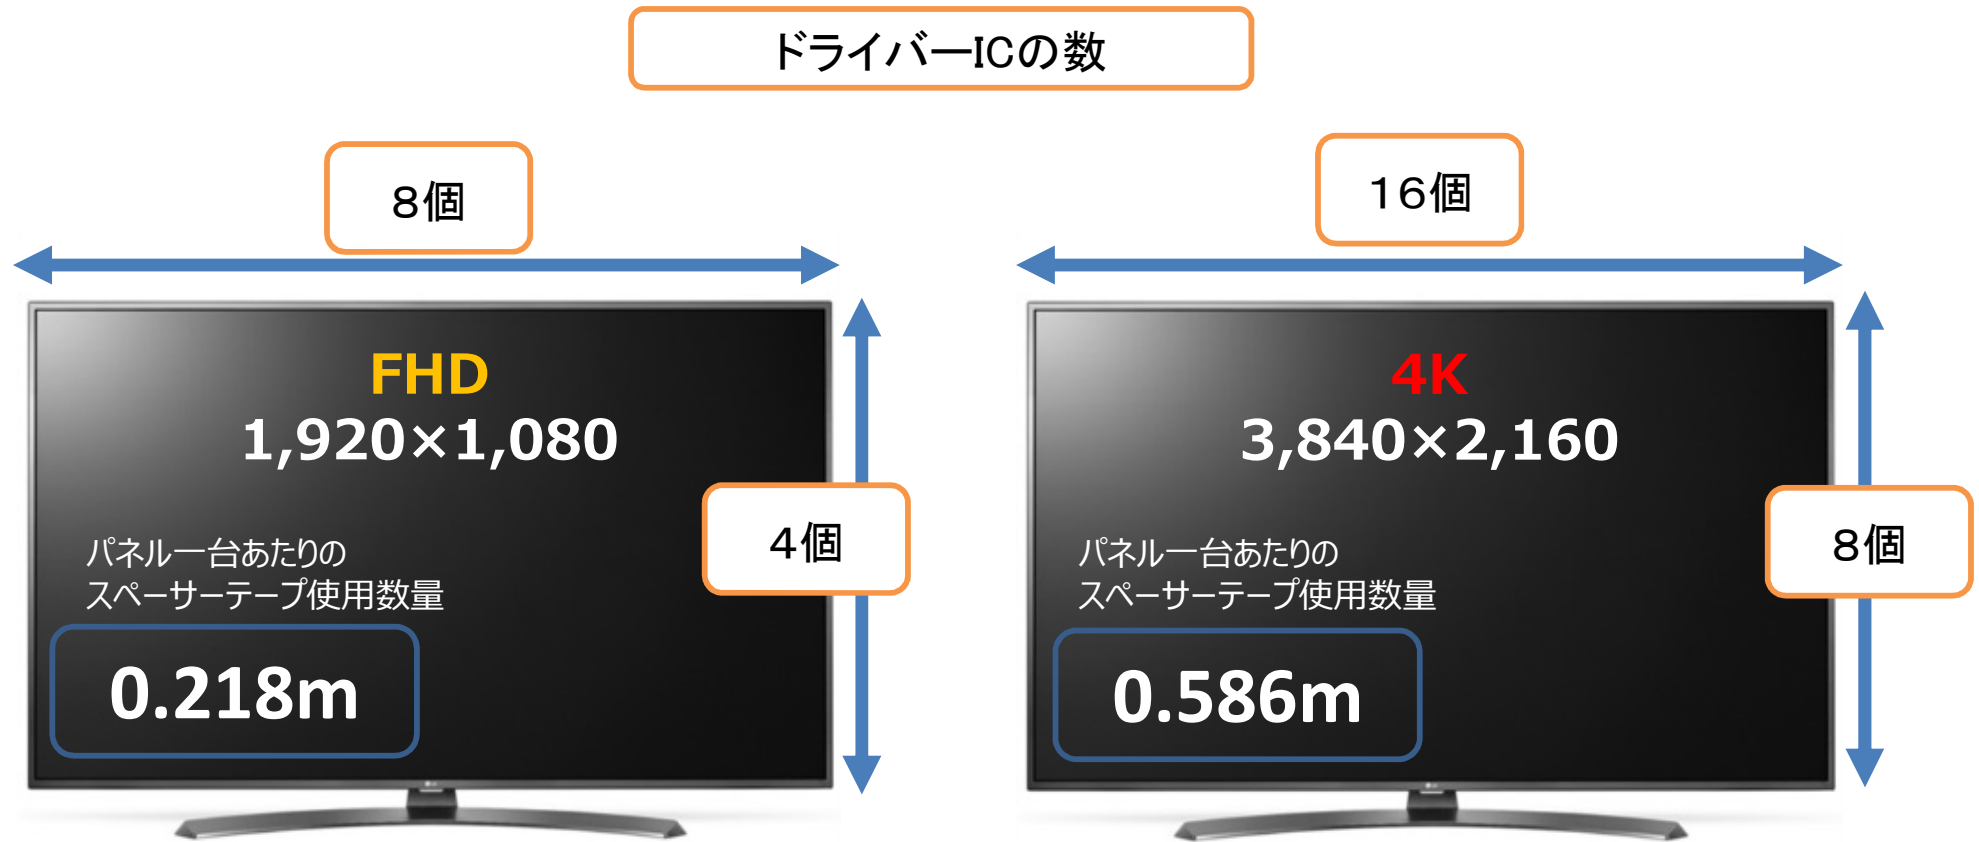 ドライバーICの数
8個
16個
FHD
1,920×1,080
4個
パネル一台あたりの
スペーサーテープ使用数量
0.218m
4K
3,840×2,160
8個
パネル一台あたりの
スペーサーテープ使用数量
0.586m